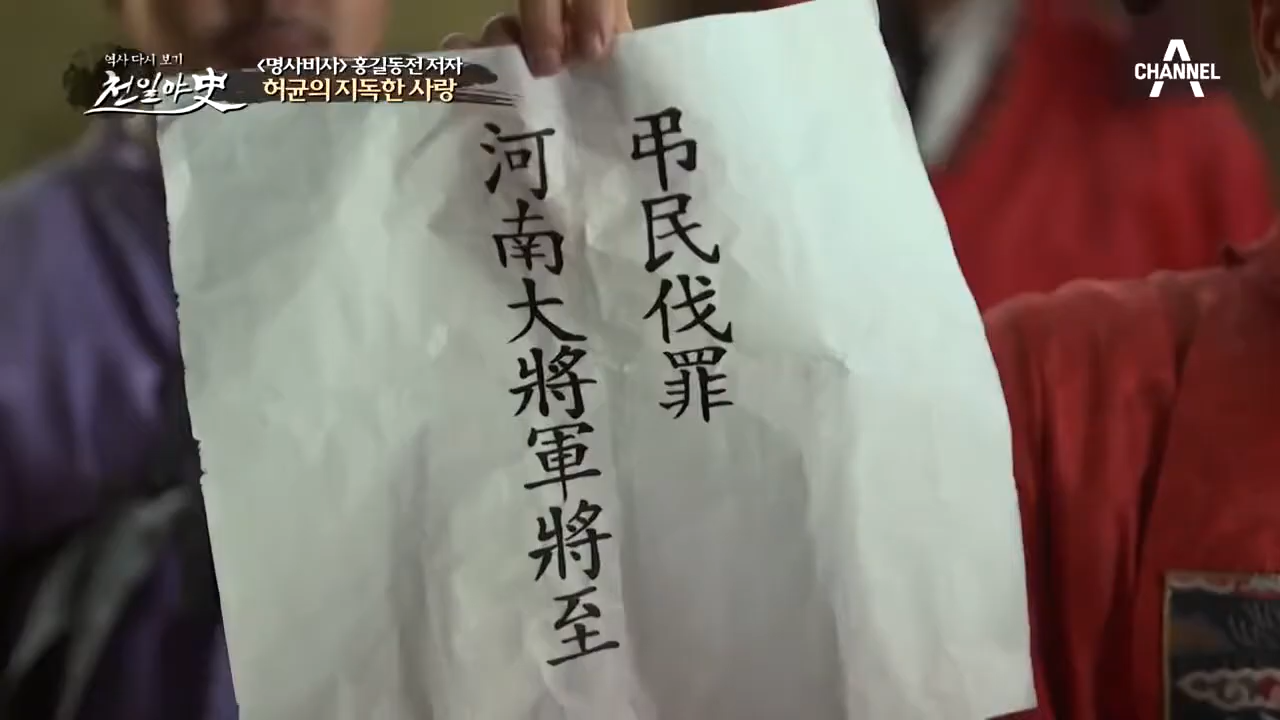 역사 다시 보기
천일야史
<명사비사> 홍길동전 저자
허균의 지독한 사랑
CHANNEL A
弔民伐罪
河南大將軍將至